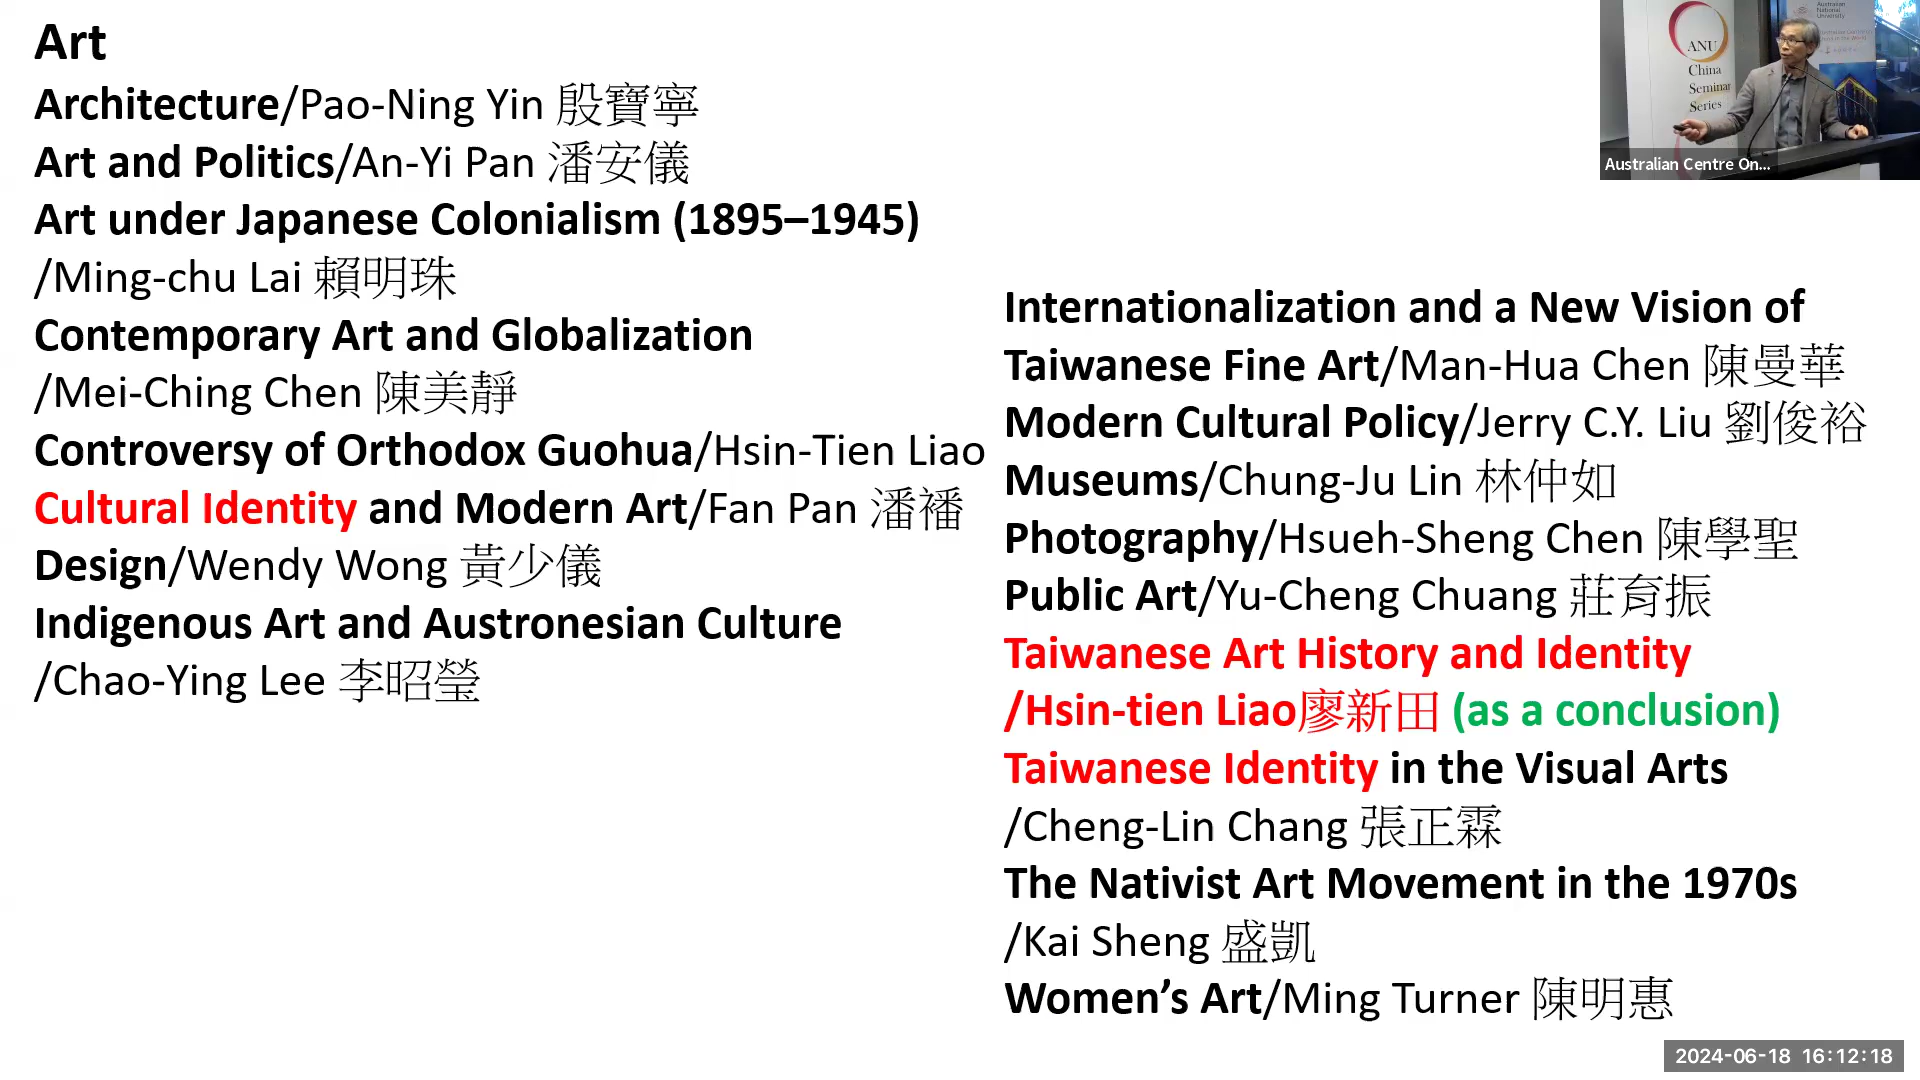 Art
Architecture/Pao-Ning Yin 殷寶寧
Art and Politics/An-Yi Pan 潘安儀
Art under Japanese Colonialism (1895–1945)
/Ming-chu Lai 賴明珠
Contemporary Art and Globalization
/Mei-Ching Chen 陳美靜
Controversy of Orthodox Guohua/Hsin-Tien Liao
Cultural Identity and Modern Art/Fan Pan 潘襎
Design/Wendy Wong 黃少儀
Indigenous Art and Austronesian Culture
/Chao-Ying Lee 李昭瑩
Internationalization and a New Vision of
Taiwanese Fine Art/Man-Hua Chen 陳曼華
Modern Cultural Policy/Jerry C.Y. Liu 劉俊裕
Museums/Chung-Ju Lin 林仲如
Photography/Hsueh-Sheng Chen 陳學聖
Public Art/Yu-Cheng Chuang 莊育振
Taiwanese Art History and Identity
/Hsin-tien Liao廖新田 (as a conclusion)
Taiwanese Identity in the Visual Arts
/Cheng-Lin Chang 張正霖
The Nativist Art Movement in the 1970s
/Kai Sheng 盛凱
Women’s Art/Ming Turner 陳明惠
ANU
China
Seminar
Series
Australian
National
University
Australian Centre On...
2024-06-18 16:12:18